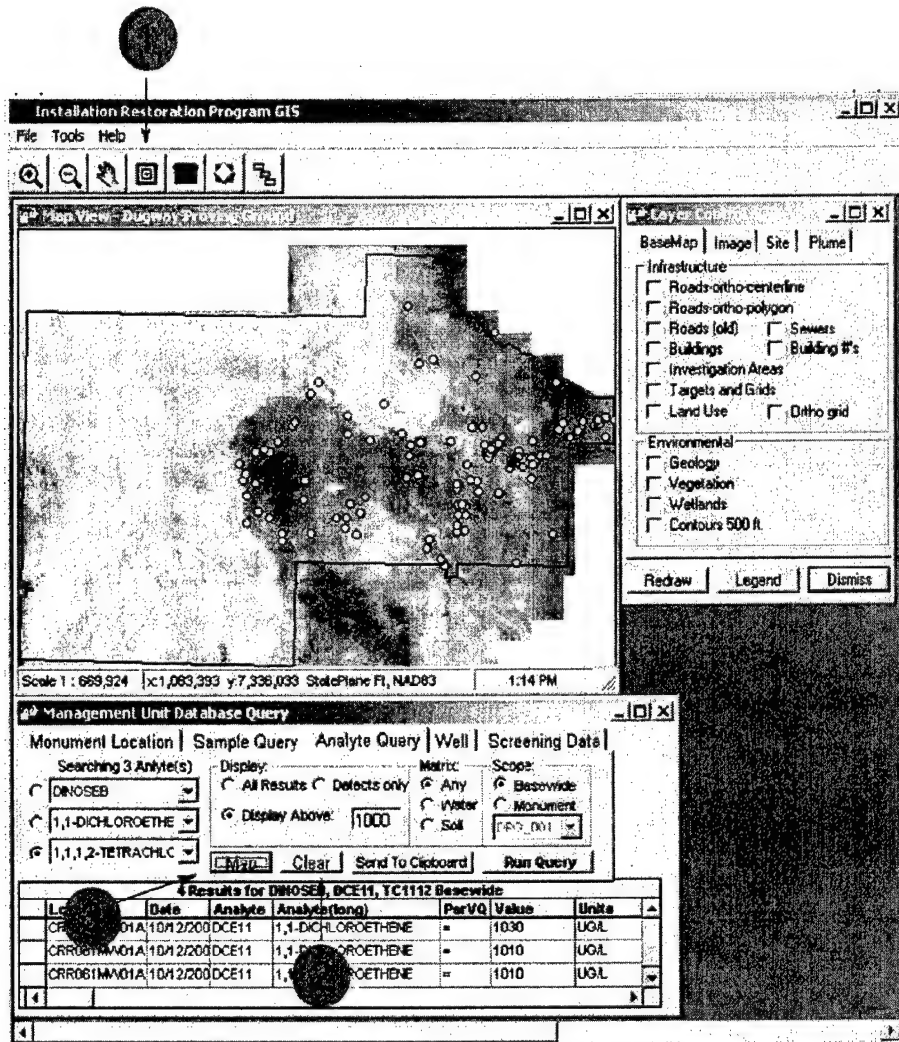 Installation Restoration Program GIS
File Tools Help
Map View - Dugway Proving Ground
Scale 1 : 669,924 x:1,083,393 y:7,336,033 StatePlane Ft, NAD83 1:14 PM
BaseMap Image Site Plume
Infrastructure
Roads-ortho-centerline
Roads-ortho-polygon
Roads (old) Sewers
Buildings Building #'s
Investigation Areas
Targets and Grids
Land Use Ortho grid
Environmental
Geology
Vegetation
Wetlands
Contours 500 ft.
Redraw Legend Dismiss
Management Unit Database Query
Monument Location Sample Query Analyte Query Well Screening Data
Searching 3 Anlyte(s) Display: Matrix: Scope:
DINOSEB All Results Detects only Any Basewide
1,1-DICHLOROETHE Display Above: 1000 Water Monument
1,1,1,2-TETRACHLC Soil
Map Clear Send To Clipboard Run Query
4 Results for DINOSEB, DCE11, TC1112 Basewide
Date Analyte Analyte(long) ParVQ Value Units
10/12/200 DCE11 1,1-DICHLOROETHENE = 1030 UG/L
CRR061MW01A 10/12/200 DCE11 1,1-DICHLOROETHENE = 1010 UG/L
CRR061MW01A 10/12/200 DCE11 = 1010 UG/L